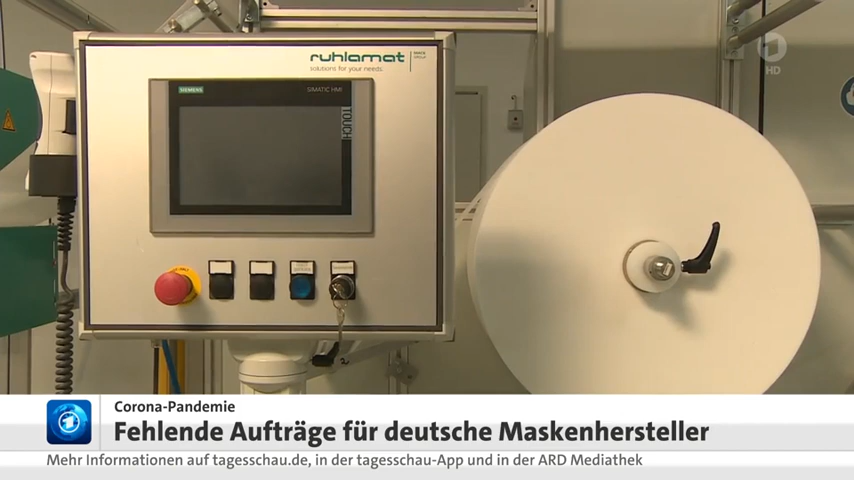 ruhlamat
solutions for your needs.
SIEMENS
SIMATIC HMI
TOUCH
1
HD
Corona-Pandemie
Fehlende Aufträge für deutsche Maskenhersteller
Mehr Informationen auf tagesschau.de, in der tagesschau-App und in der ARD Mediathek